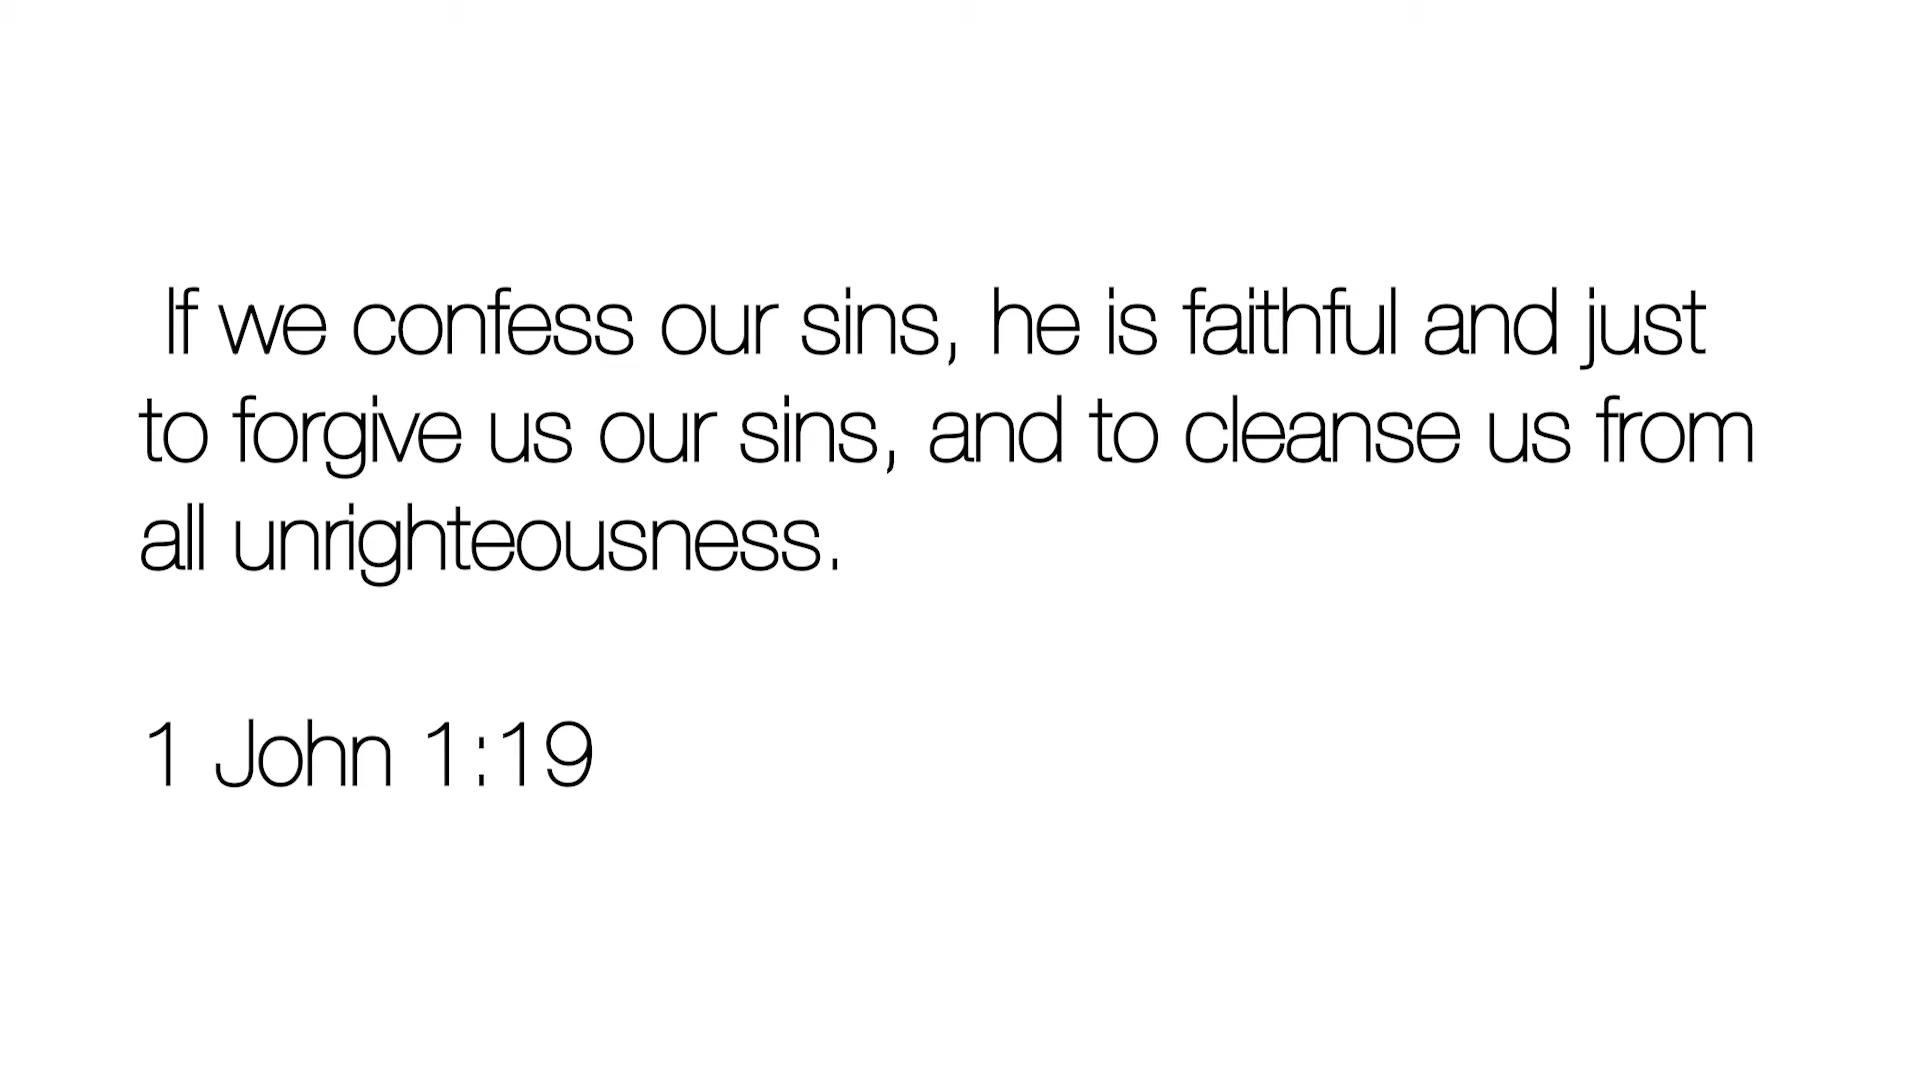 If we confess our sins, he is faithful and just
to forgive us our sins, and to cleanse us from
all unrighteousness.
1 John 1:19